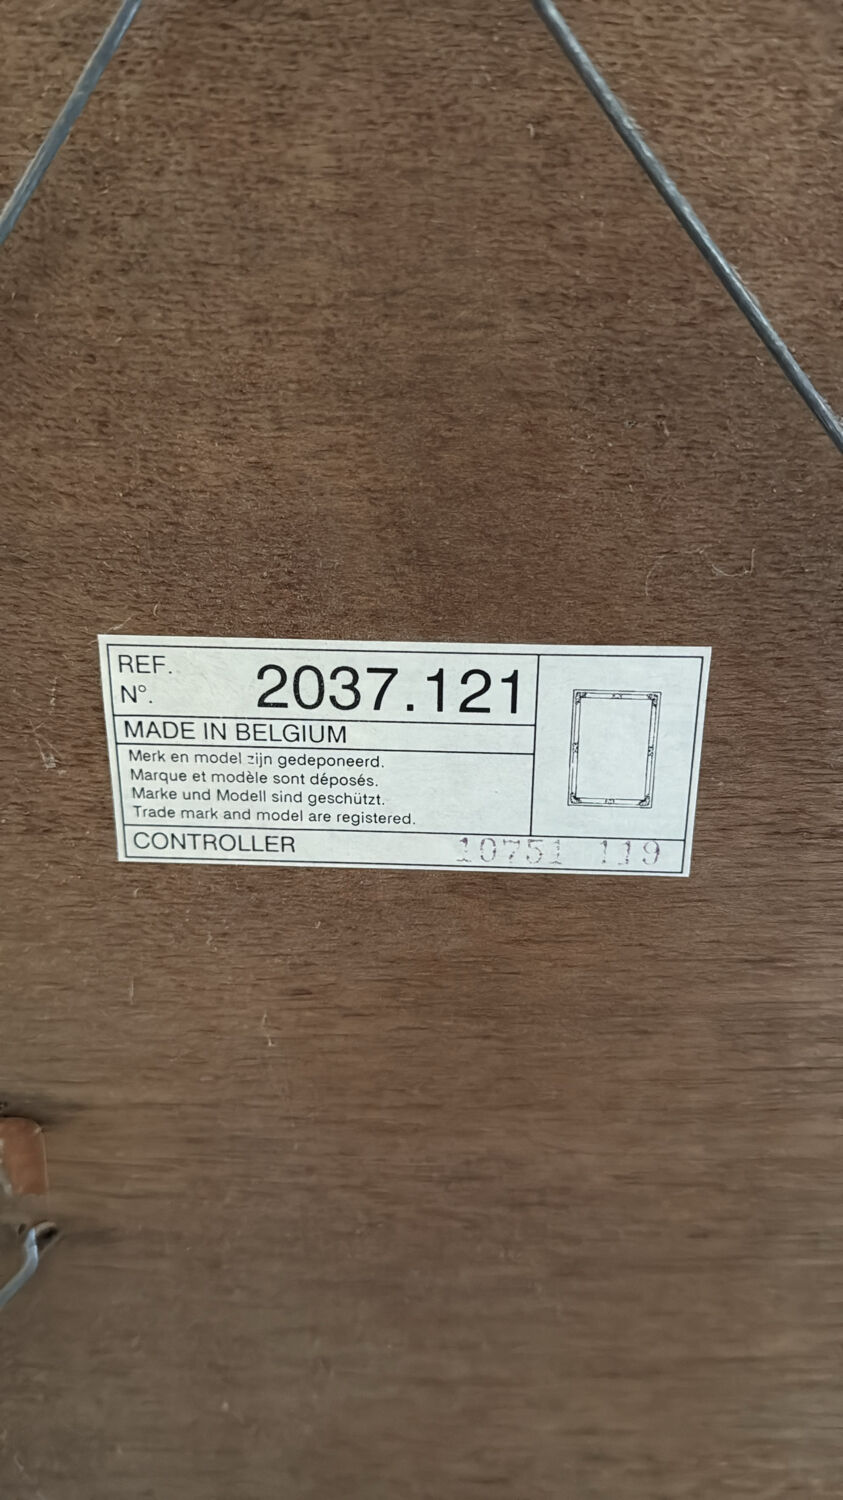 REF.
N°. 2037.121
MADE IN BELGIUM
Merk en model zijn gedeponeerd.
Marque et modèle sont déposés.
Marke und Modell sind geschützt.
Trade mark and model are registered.
CONTROLLER 10751 119